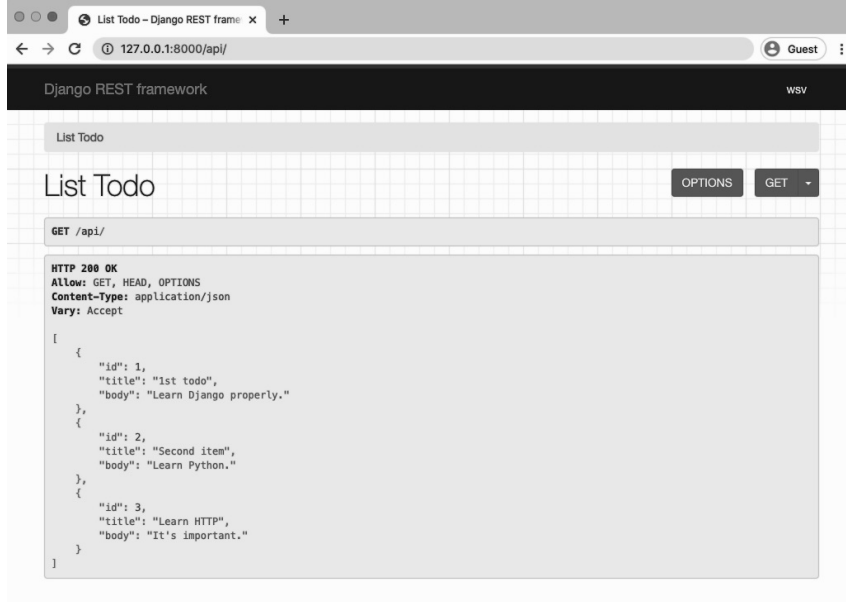 List Todo – Django REST frame
127.0.0.1:8000/api/
Guest
Django REST framework
wsv
List Todo
List Todo
OPTIONS
GET
GET /api/
HTTP 200 OK
Allow: GET, HEAD, OPTIONS
Content-Type: application/json
Vary: Accept
[
    {
        "id": 1,
        "title": "1st todo",
        "body": "Learn Django properly."
    },
    {
        "id": 2,
        "title": "Second item",
        "body": "Learn Python."
    },
    {
        "id": 3,
        "title": "Learn HTTP",
        "body": "It's important."
    }
]